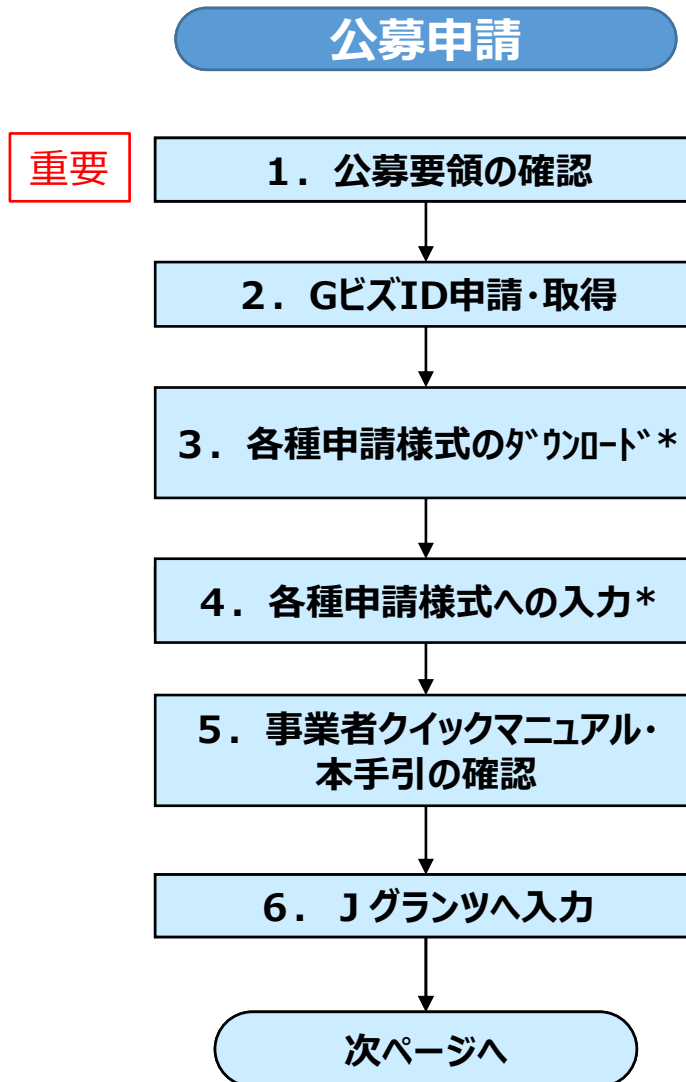 公募申請
重要
１．公募要領の確認
２．GビズID申請・取得
３．各種申請様式のﾀﾞｳﾝﾛｰﾄﾞ*
４．各種申請様式への入力*
５．事業者クイックマニュアル・
本手引の確認
６．Ｊグランツへ入力
次ページへ